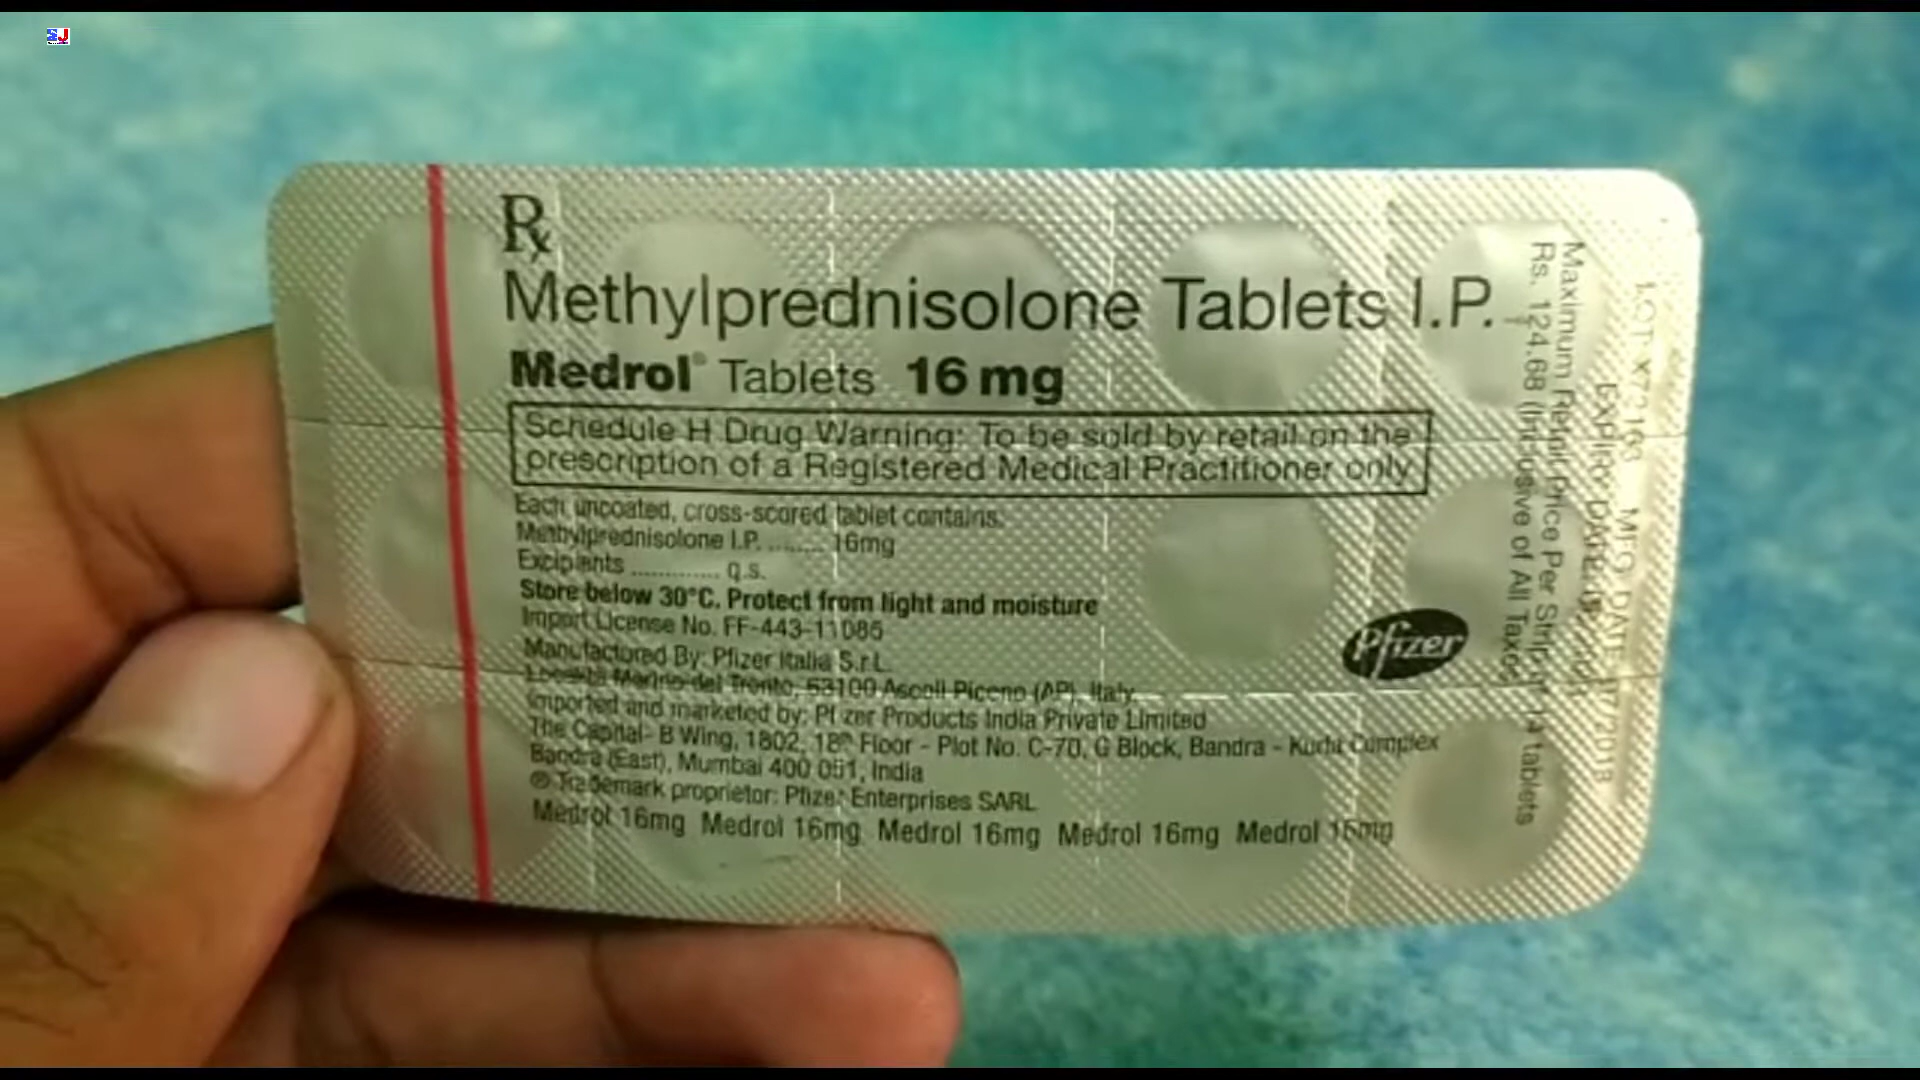 SJ
Rx
Methylprednisolone Tablets I.P.
Medrol® Tablets 16 mg
Schedule H Drug Warning: To be sold by retail on the
prescription of a Registered Medical Practitioner only
Each uncoated, cross-scored tablet contains:
Methylprednisolone I.P. ........ 16mg
Excipients ............. q.s.
Store below 30°C. Protect from light and moisture
Import License No. FF-443-11085
Manufactored By: Pfizer Italia S.r.L.
Località Marino del Tronto, 63100 Ascoli Piceno (AP), Italy
Imported and marketed by: Pfizer Products India Private Limited
The Capital- B Wing, 1802, 18th Floor - Plot No. C-70, G Block, Bandra - Kurla Complex
Bandra (East), Mumbai 400 051, India
® Trademark proprietor: Pfizer Enterprises SARL
Medrol 16mg Medrol 16mg Medrol 16mg Medrol 16mg Medrol 16mg
Pfizer
LOT MFG DATE
EXPIRY DATE
Maximum Retail Price Per Strip of 14 tablets
Rs. 124.68 (Inclusive of All Taxes